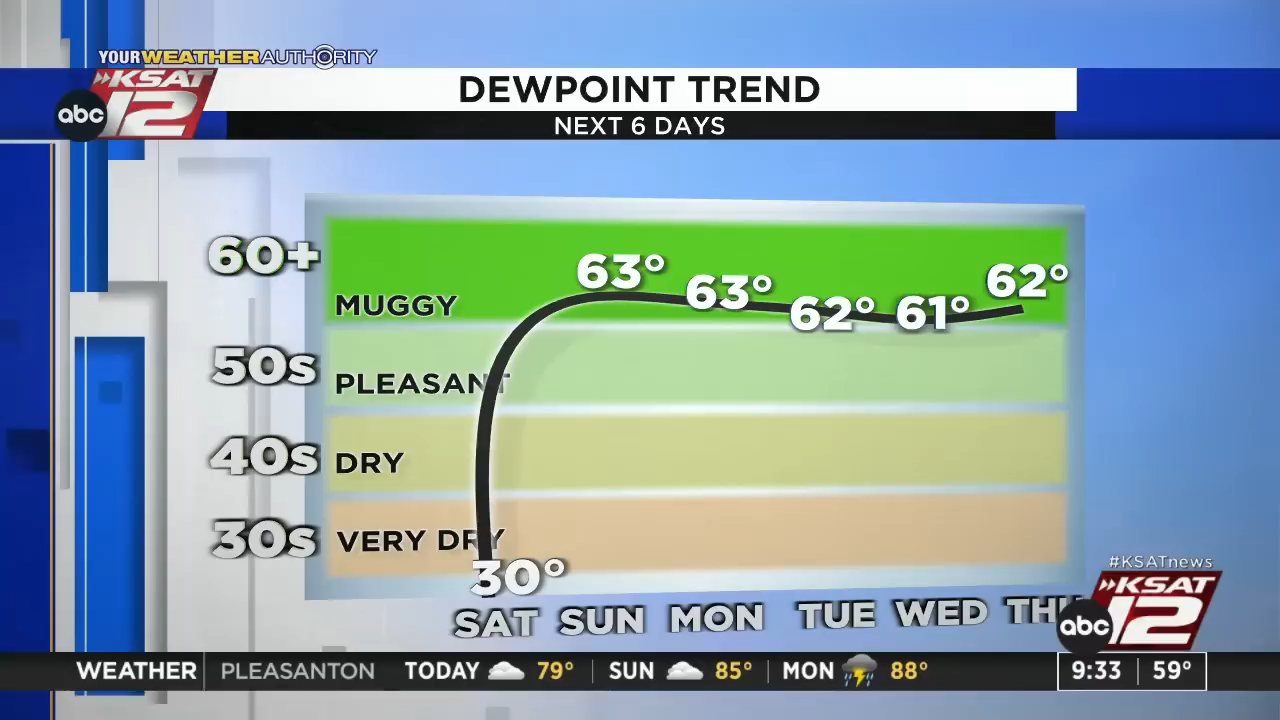 YOURWEATHERAUTHORITY
KSAT
abc 12
DEWPOINT TREND
NEXT 6 DAYS
60+
MUGGY
63° 63° 62° 61° 62°
50s PLEASANT
40s DRY
30s VERY DRY
30°
SAT SUN MON TUE WED THU
#KSATnews
KSAT
abc 12
WEATHER PLEASANTON TODAY 79° SUN 85° MON 88° 9:33 59°